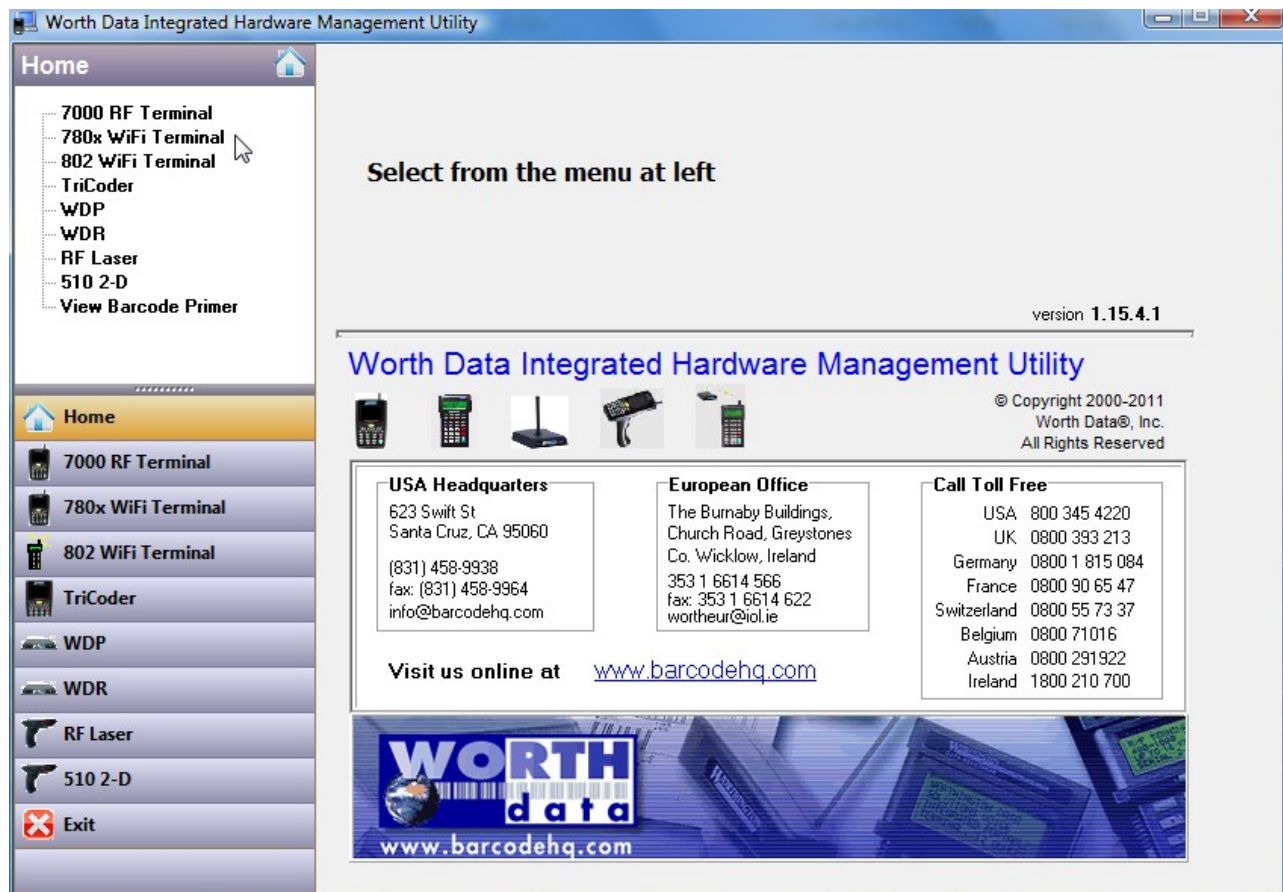 Worth Data Integrated Hardware Management Utility
Home
7000 RF Terminal
780x WiFi Terminal
802 WiFi Terminal
TriCoder
WDP
WDR
RF Laser
510 2-D
View Barcode Primer
Home
7000 RF Terminal
780x WiFi Terminal
802 WiFi Terminal
TriCoder
WDP
WDR
RF Laser
510 2-D
Exit
Select from the menu at left
version 1.15.4.1
Worth Data Integrated Hardware Management Utility
© Copyright 2000-2011
Worth Data®, Inc.
All Rights Reserved
USA Headquarters
623 Swift St
Santa Cruz, CA 95060
(831) 458-9938
fax: (831) 458-9964
info@barcodehq.com
European Office
The Burnaby Buildings,
Church Road, Greystones
Co. Wicklow, Ireland
353 1 6614 566
fax: 353 1 6614 622
wortheur@iol.ie
Call Toll Free
USA 800 345 4220
UK 0800 393 213
Germany 0800 1 815 084
France 0800 90 65 47
Switzerland 0800 55 73 37
Belgium 0800 71016
Austria 0800 291922
Ireland 1800 210 700
Visit us online at www.barcodehq.com
WORTH
data
www.barcodehq.com